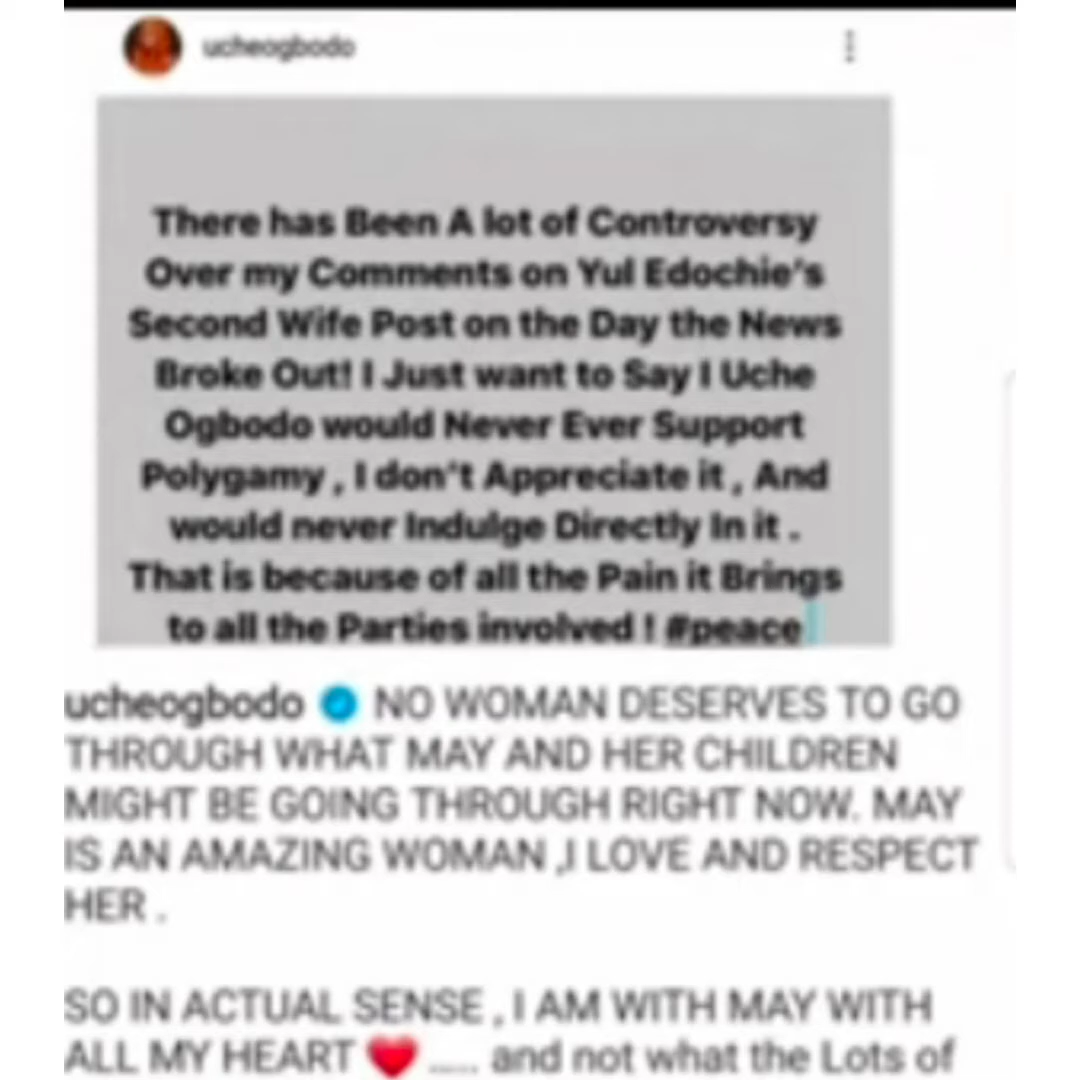 ucheogbodo
There has Been A lot of Controversy
Over my Comments on Yul Edochie's
Second Wife Post on the Day the News
Broke Out! I Just want to Say I Uche
Ogbodo would Never Ever Support
Polygamy , I don't Appreciate it , And
would never Indulge Directly In it .
That is because of all the Pain it Brings
to all the Parties involved ! #peace
ucheogbodo NO WOMAN DESERVES TO GO
THROUGH WHAT MAY AND HER CHILDREN
MIGHT BE GOING THROUGH RIGHT NOW. MAY
IS AN AMAZING WOMAN ,I LOVE AND RESPECT
HER .
SO IN ACTUAL SENSE , I AM WITH MAY WITH
ALL MY HEART ❤️ ..... and not what the Lots of